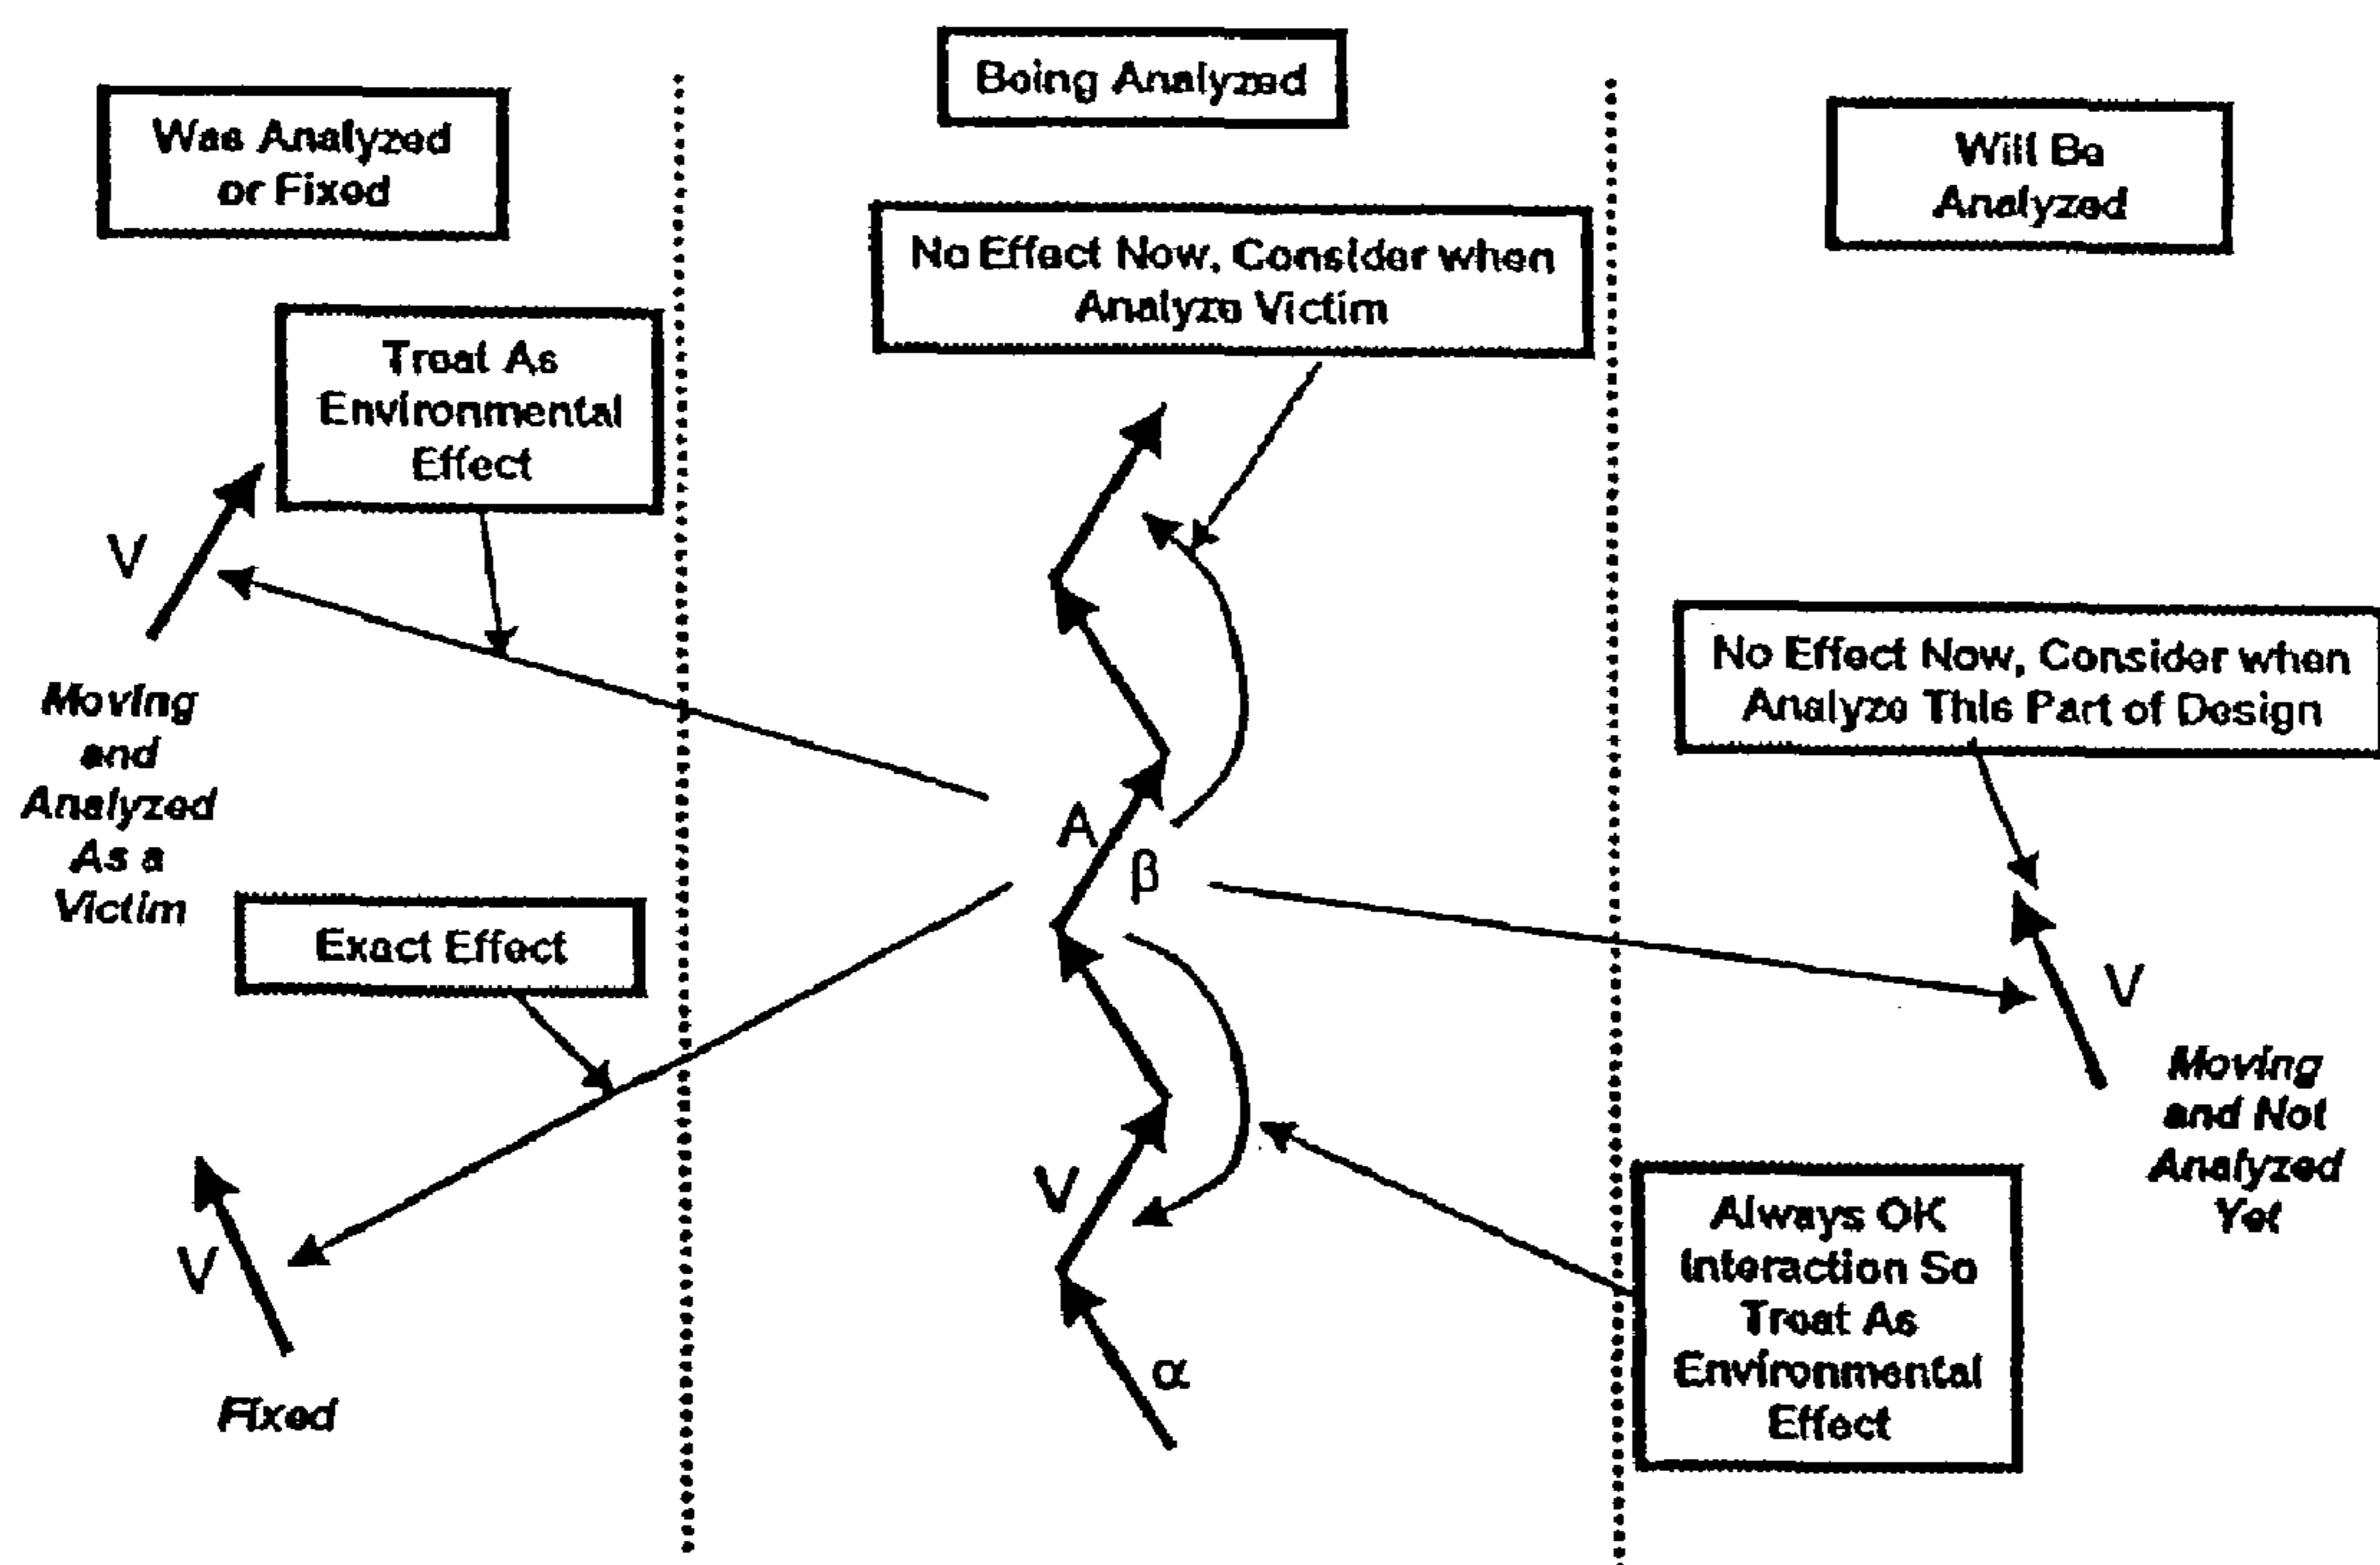 Being Analyzed
Was Analyzed
or Fixed
Will Be
Analyzed
No Effect Now, Consider when
Analyze Victim
Treat As
Environmental
Effect
V
Moving
and
Analyzed
As a
Victim
No Effect Now, Consider when
Analyze This Part of Design
A
β
Exact Effect
V
Moving
and Not
Analyzed
Yet
V
V
Always OK
Interaction So
Treat As
Environmental
Effect
α
Fixed